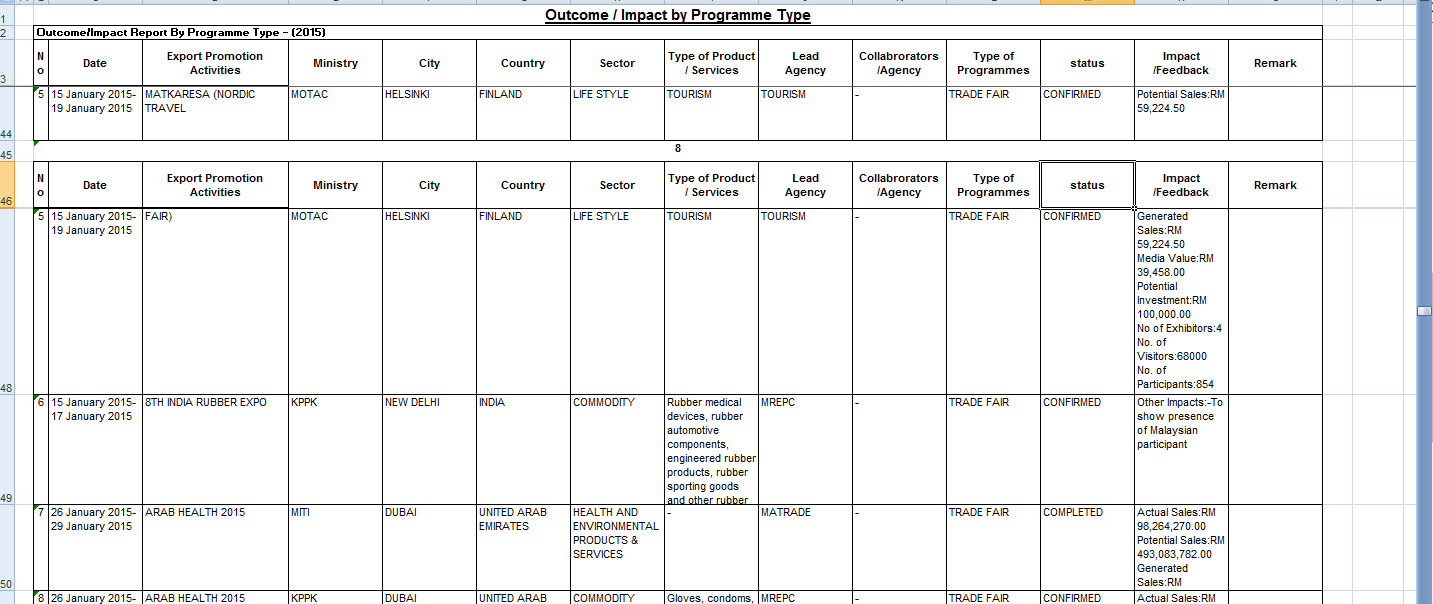 Outcome / Impact by Programme Type
Outcome/Impact Report By Programme Type - (2015)
No Date Export Promotion Activities Ministry City Country Sector Type of Product / Services Lead Agency Collabrorators /Agency Type of Programmes status Impact /Feedback Remark
5 15 January 2015- 19 January 2015 MATKARESA (NORDIC TRAVEL MOTAC HELSINKI FINLAND LIFE STYLE TOURISM TOURISM - TRADE FAIR CONFIRMED Potential Sales:RM 59,224.50
8
No Date Export Promotion Activities Ministry City Country Sector Type of Product / Services Lead Agency Collabrorators /Agency Type of Programmes status Impact /Feedback Remark
5 15 January 2015- 19 January 2015 FAIR) MOTAC HELSINKI FINLAND LIFE STYLE TOURISM TOURISM - TRADE FAIR CONFIRMED Generated Sales:RM 59,224.50 Media Value:RM 39,458.00 Potential Investment:RM 100,000.00 No of Exhibitors:4 No. of Visitors:68000 No. of Participants:854
6 15 January 2015- 17 January 2015 8TH INDIA RUBBER EXPO KPPK NEW DELHI INDIA COMMODITY Rubber medical devices, rubber automotive components, engineered rubber products, rubber sporting goods and other rubber MREPC - TRADE FAIR CONFIRMED Other Impacts:-To show presence of Malaysian participant
7 26 January 2015- 29 January 2015 ARAB HEALTH 2015 MITI DUBAI UNITED ARAB EMIRATES HEALTH AND ENVIRONMENTAL PRODUCTS & SERVICES - MATRADE - TRADE FAIR COMPLETED Actual Sales:RM 98,264,270.00 Potential Sales:RM 493,083,782.00 Generated Sales:RM
8 26 January 2015- ARAB HEALTH 2015 KPPK DUBAI UNITED ARAB COMMODITY Gloves, condoms, MREPC - TRADE FAIR CONFIRMED Actual Sales:RM
1
2
3
44
45
46
48
49
50